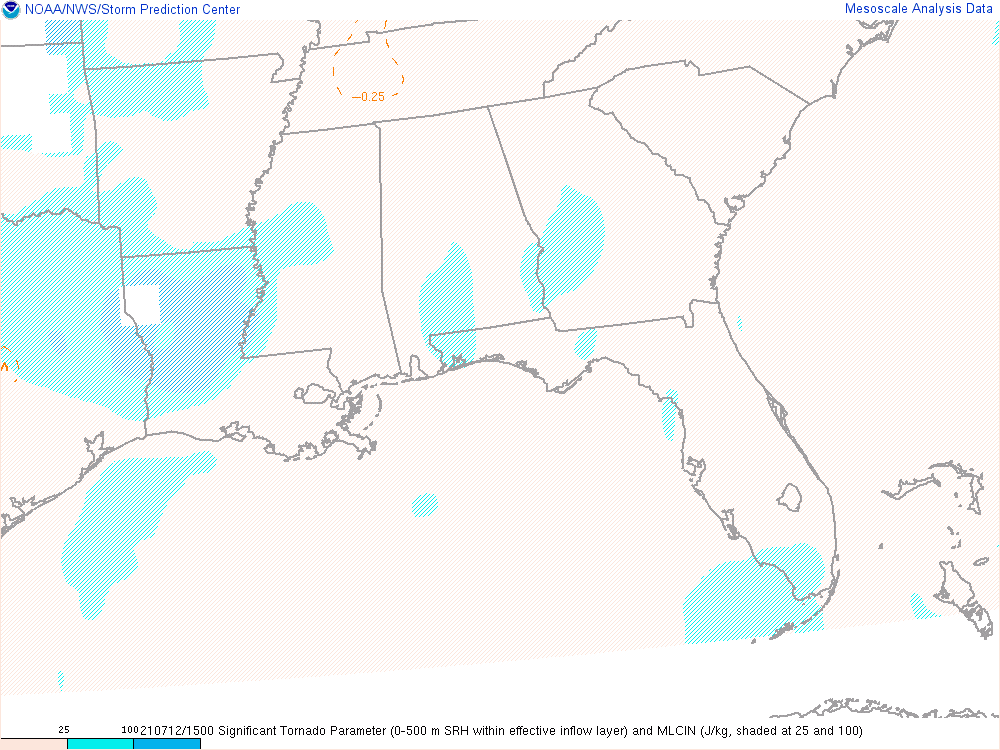 NOAA/NWS/Storm Prediction Center
Mesoscale Analysis Data
−0.25
25
100
210712/1500 Significant Tornado Parameter (0-500 m SRH within effective inflow layer) and MLCIN (J/kg, shaded at 25 and 100)